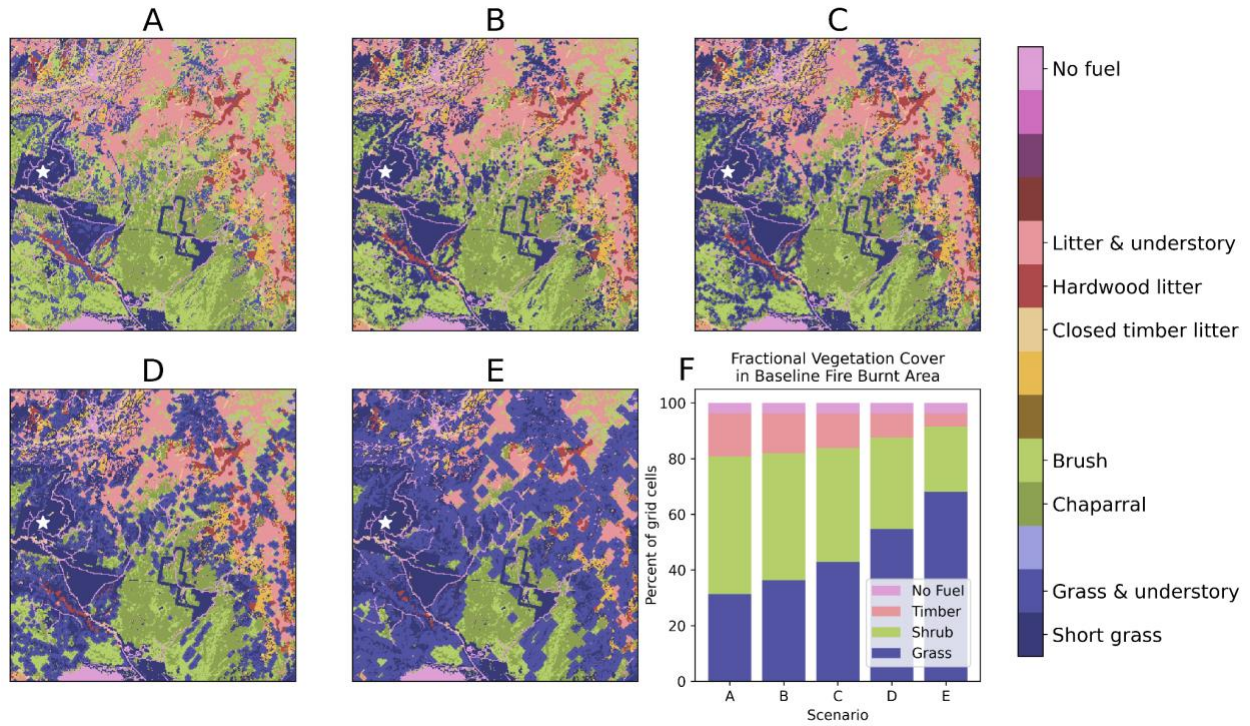 A
B
C
No fuel
Litter & understory
Hardwood litter
Closed timber litter
Brush
Chaparral
Grass & understory
Short grass
D
E
F
Fractional Vegetation Cover
in Baseline Fire Burnt Area
Percent of grid cells
100
80
60
40
20
0
No Fuel
Timber
Shrub
Grass
A
B
C
D
E
Scenario